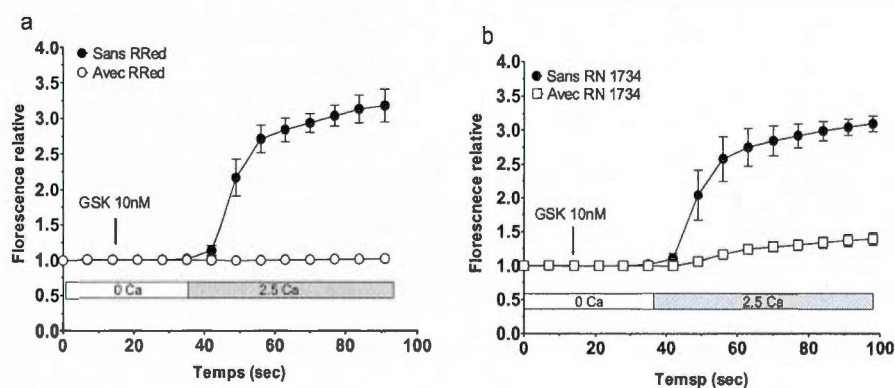 a
4.0
3.5
3.0
2.5
2.0
1.5
1.0
0.5
0.0
Florescence relative
Sans RRed
Avec RRed
GSK 10nM
0 Ca
2.5 Ca
0 20 40 60 80 100
Temps (sec)
b
4.0
3.5
3.0
2.5
2.0
1.5
1.0
0.5
0.0
Florescnece relative
Sans RN 1734
Avec RN 1734
GSK 10nM
0 Ca
2.5 Ca
0 20 40 60 80 100
Temsp (sec)